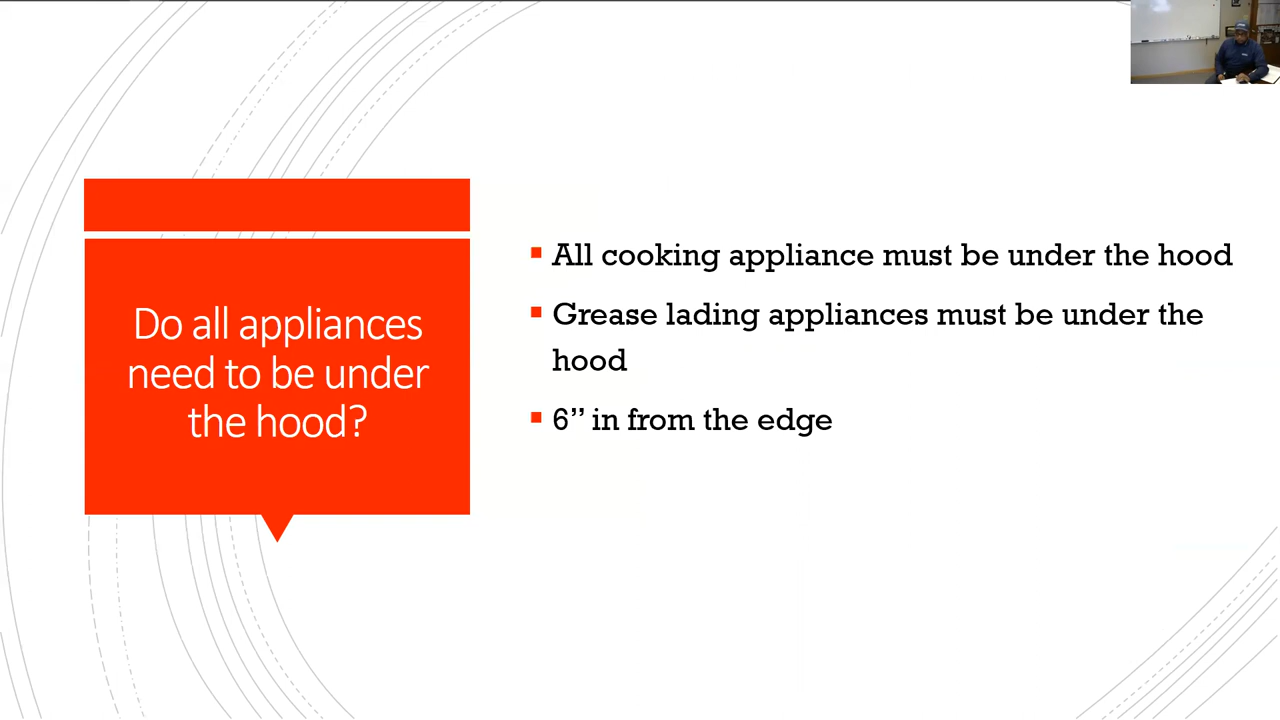 Do all appliances
need to be under
the hood?
All cooking appliance must be under the hood
Grease lading appliances must be under the
hood
6” in from the edge